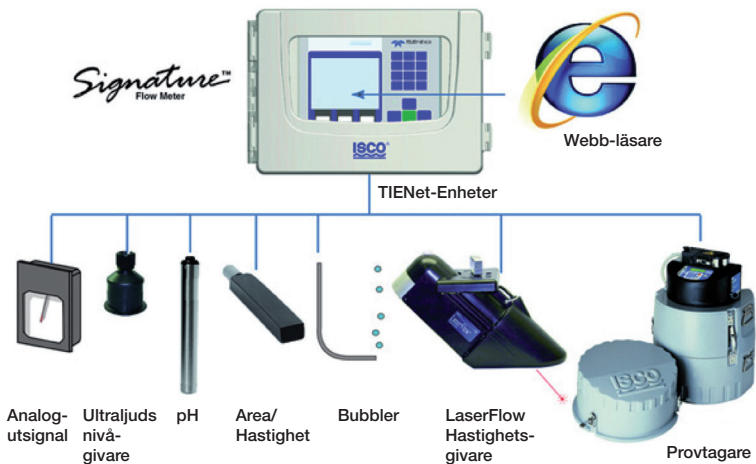 Signature™
Flow Meter
ISCO®
Webb-läsare
TIENet-Enheter
Analog-
utsignal
Ultraljuds
nivå-
givare
pH
Area/
Hastighet
Bubbler
LaserFlow
LaserFlow
Hastighets-
givare
ISCO
Provtagare